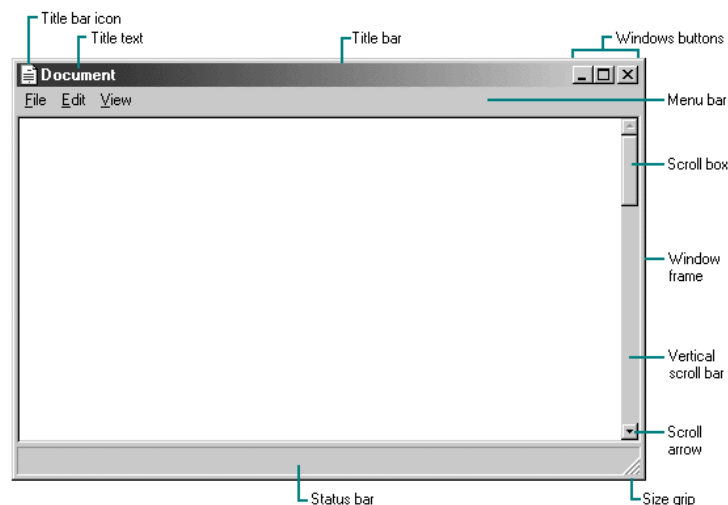 Title bar icon
Title text
Title bar
Windows buttons
Document
File Edit View
Menu bar
Scroll box
Window
frame
Vertical
scroll bar
Scroll
arrow
Status bar
Size grip